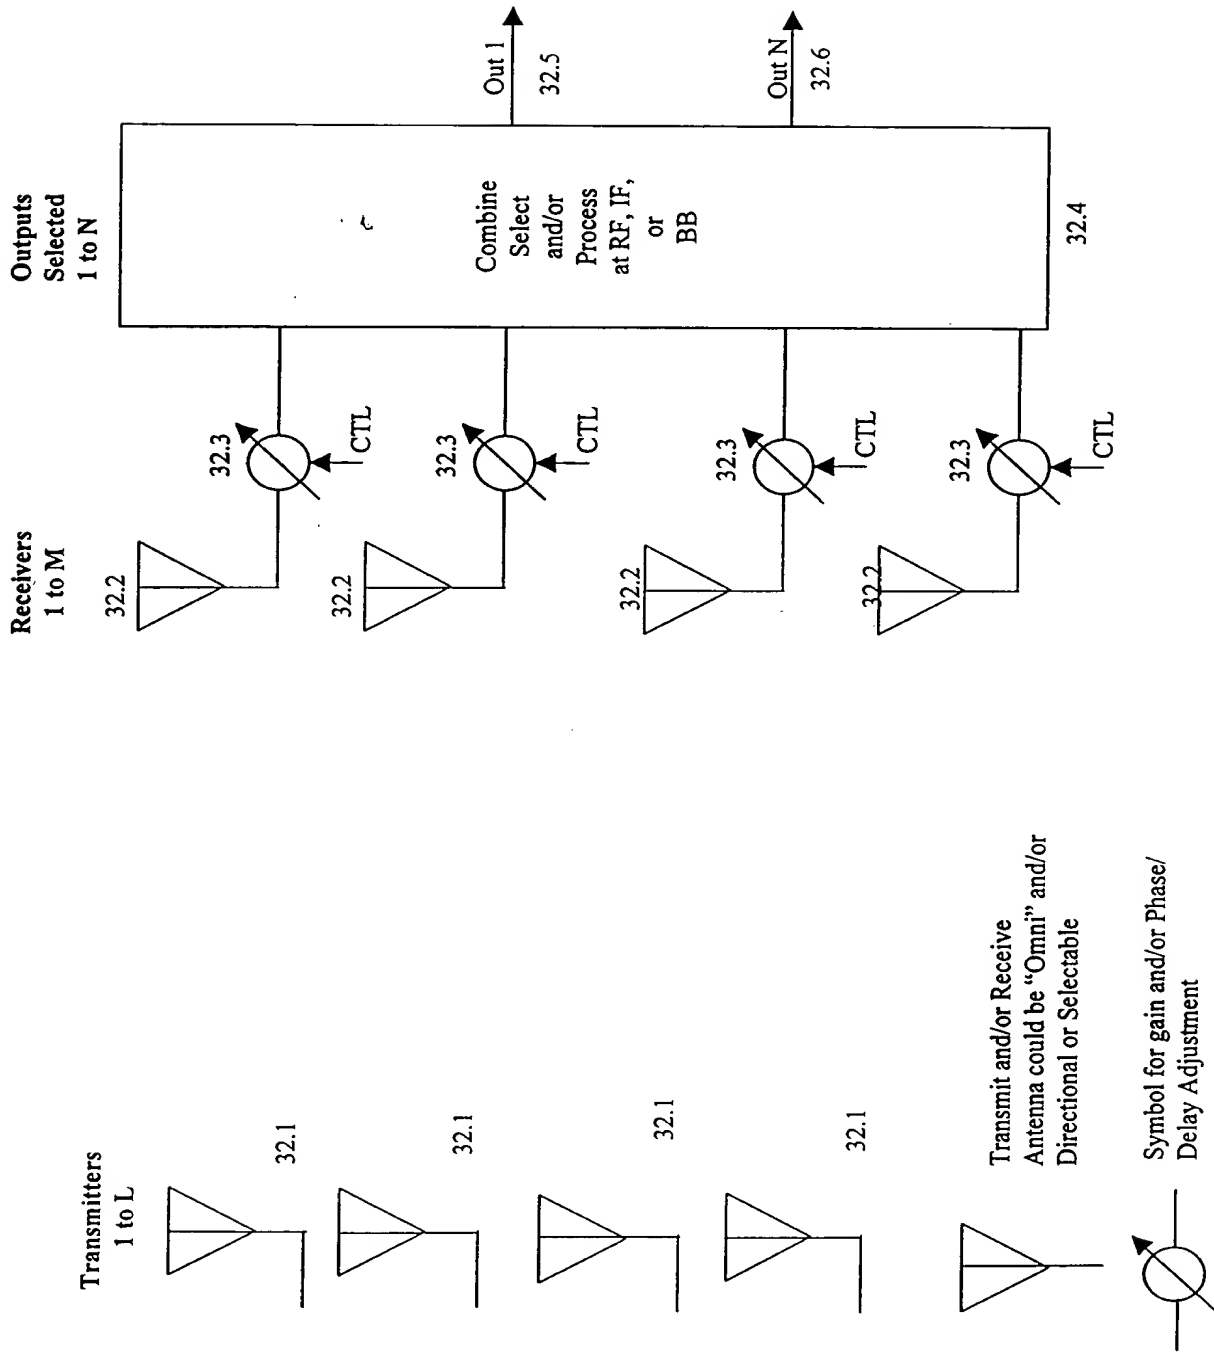 Transmitters
1 to L
32.1
32.1
32.1
32.1
Receivers
1 to M
32.2
32.2
32.2
32.2
32.3
CTL
32.3
CTL
32.3
CTL
32.3
CTL
Outputs
Selected
1 to N
Combine
Select
and/or
Process
at RF, IF,
or
BB
32.4
Out 1
32.5
Out N
32.6
Transmit and/or Receive
Antenna could be “Omni” and/or
Directional or Selectable
Symbol for gain and/or Phase/
Delay Adjustment